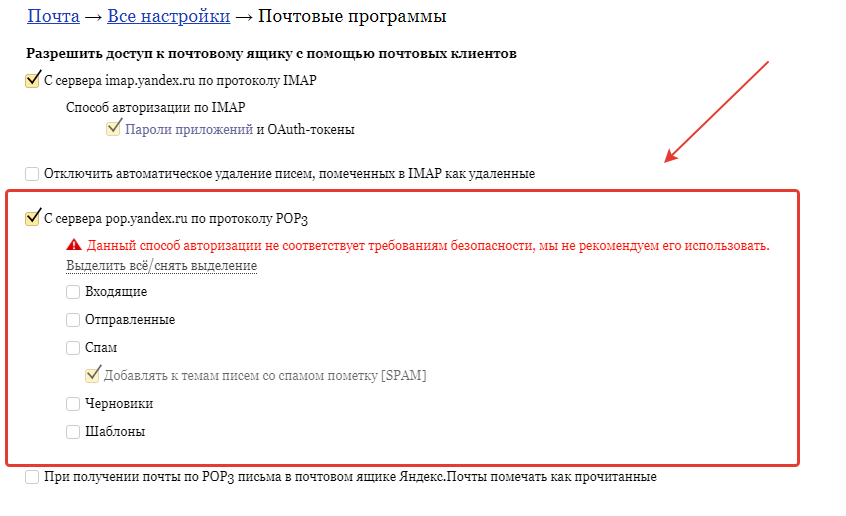 Почта → Все настройки → Почтовые программы
Разрешить доступ к почтовому ящику с помощью почтовых клиентов
С сервера imap.yandex.ru по протоколу IMAP
Способ авторизации по IMAP
Пароли приложений и OAuth-токены
Отключить автоматическое удаление писем, помеченных в IMAP как удаленные
С сервера pop.yandex.ru по протоколу POP3
Данный способ авторизации не соответствует требованиям безопасности, мы не рекомендуем его использовать.
Выделить всё/снять выделение
Входящие
Отправленные
Спам
Добавлять к темам писем со спамом пометку [SPAM]
Черновики
Шаблоны
При получении почты по POP3 письма в почтовом ящике Яндекс.Почты помечать как прочитанные